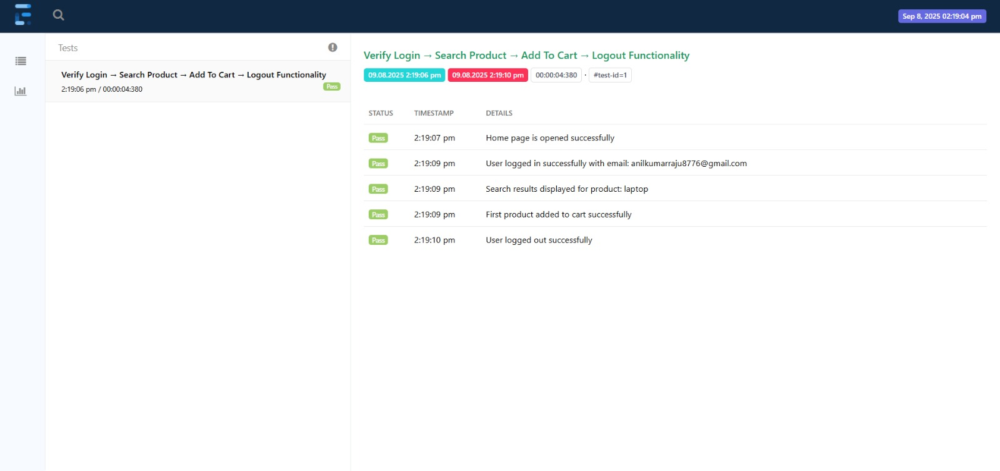 Sep 8, 2025 02:19:04 pm
Tests
Verify Login → Search Product → Add To Cart → Logout Functionality
2:19:06 pm / 00:00:04:380
Pass
Verify Login → Search Product → Add To Cart → Logout Functionality
09.08.2025 2:19:06 pm 09.08.2025 2:19:10 pm 00:00:04:380 · #test-id=1
STATUS TIMESTAMP DETAILS
Pass 2:19:07 pm Home page is opened successfully
Pass 2:19:09 pm User logged in successfully with email: anilkumarraju8776@gmail.com
Pass 2:19:09 pm Search results displayed for product: laptop
Pass 2:19:09 pm First product added to cart successfully
Pass 2:19:10 pm User logged out successfully